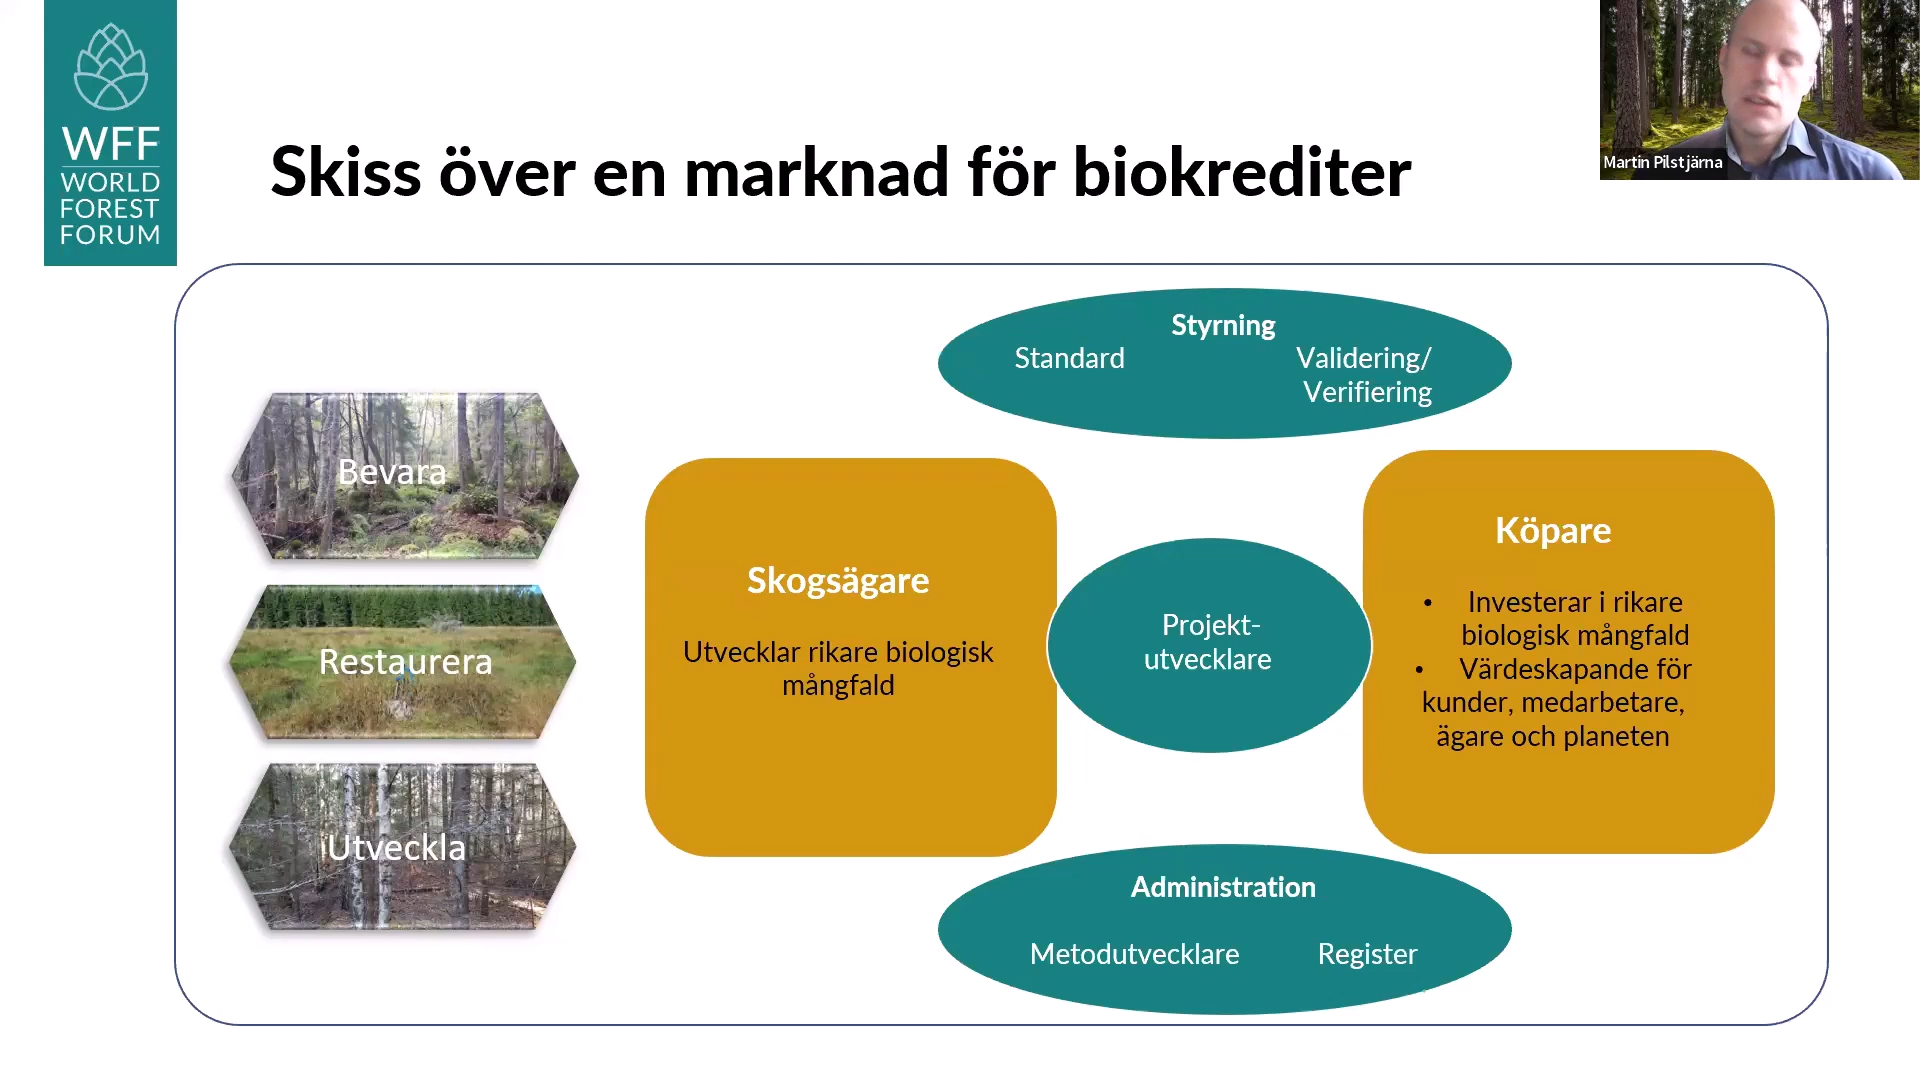 WFF
WORLD
FOREST
FORUM
Skiss över en marknad för biokrediter
Martin Pilstjärna
Bevara
Restaurera
Utveckla
Skogsägare
Utvecklar rikare biologisk
mångfald
Styrning
Standard
Validering/
Verifiering
Projekt-
utvecklare
Köpare
• Investerar i rikare
biologisk mångfald
• Värdeskapande för
kunder, medarbetare,
ägare och planeten
Administration
Metodutvecklare
Register